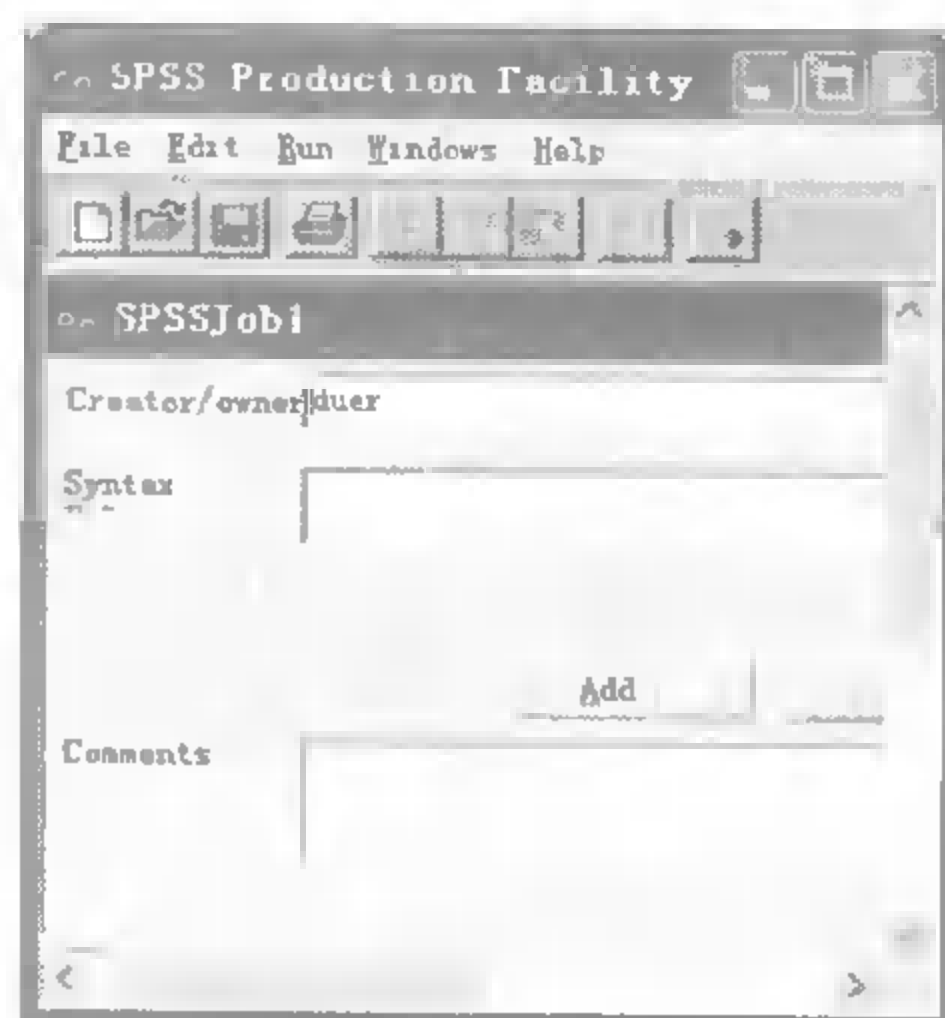 SPSS Production Facility
File Edit Run Windows Help
SPSSJob1
Creator/owner duer
Syntax
Add
Comments